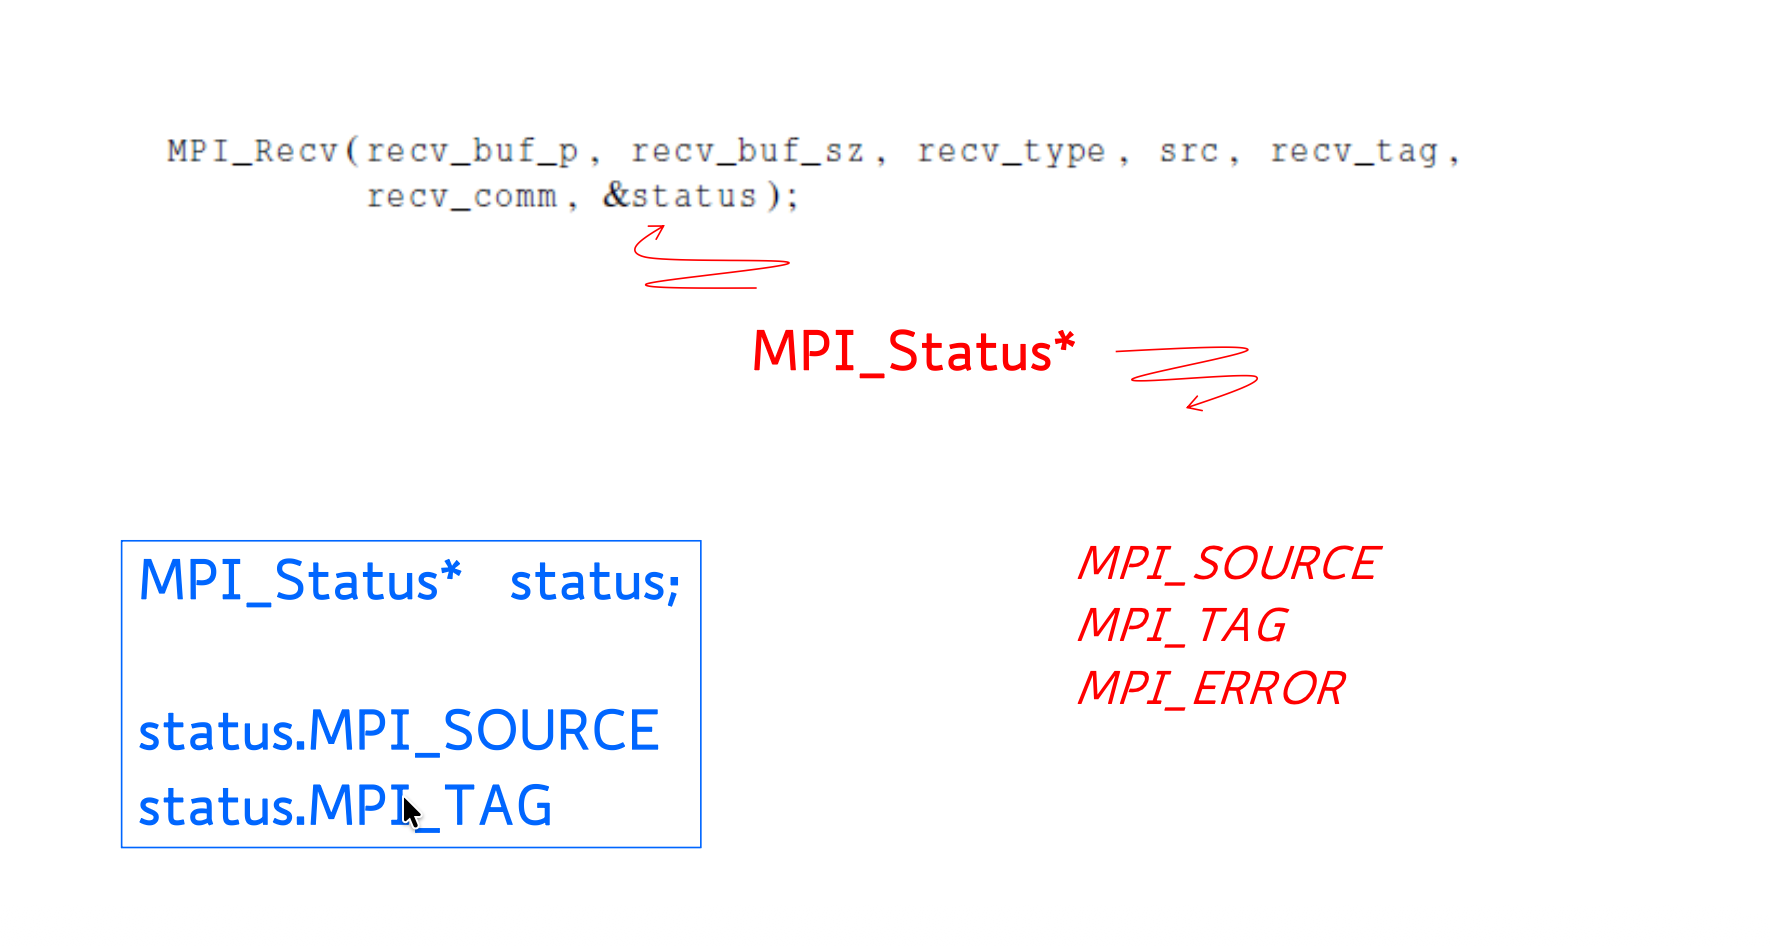 MPI_Recv(recv_buf_p, recv_buf_sz, recv_type, src, recv_tag,
recv_comm, &status);
MPI_Status*
MPI_Status* status;
status.MPI_SOURCE
status.MPI_TAG
MPI_SOURCE
MPI_TAG
MPI_ERROR